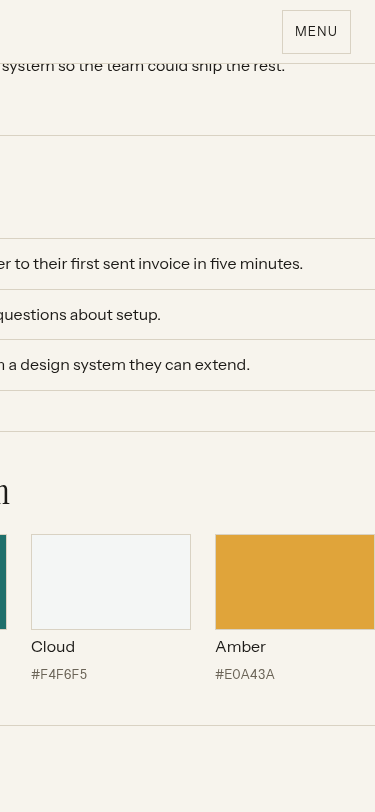 MENU
system so the team could ship the rest.
to their first sent invoice in five minutes.
questions about setup.
a design system they can extend.
Cloud
Amber
#F4F6F5
#E0A43A